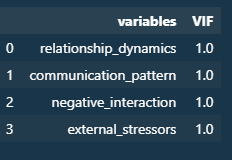 variables VIF
0 relationship_dynamics 1.0
1 communication_pattern 1.0
2 negative_interaction 1.0
3 external_stressors 1.0